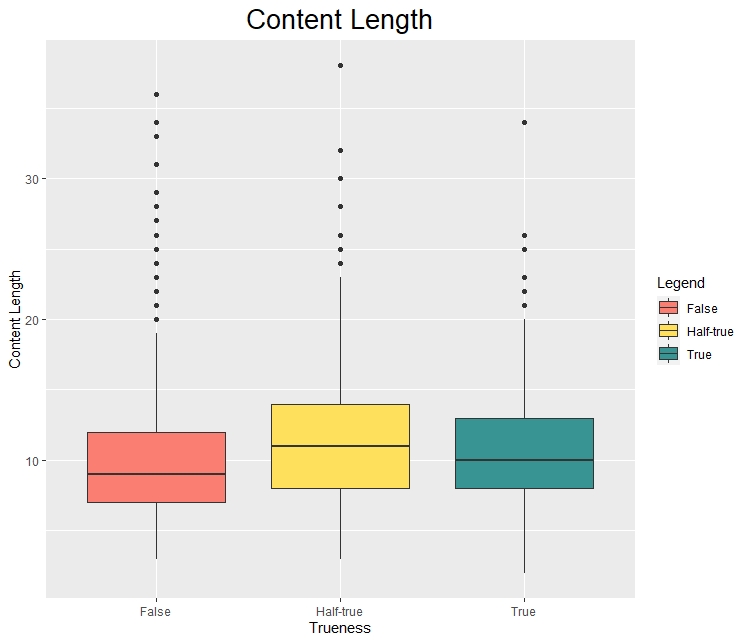 Content Length
Content Length
30
20
10
False
Half-true
True
Trueness
Legend
False
Half-true
True